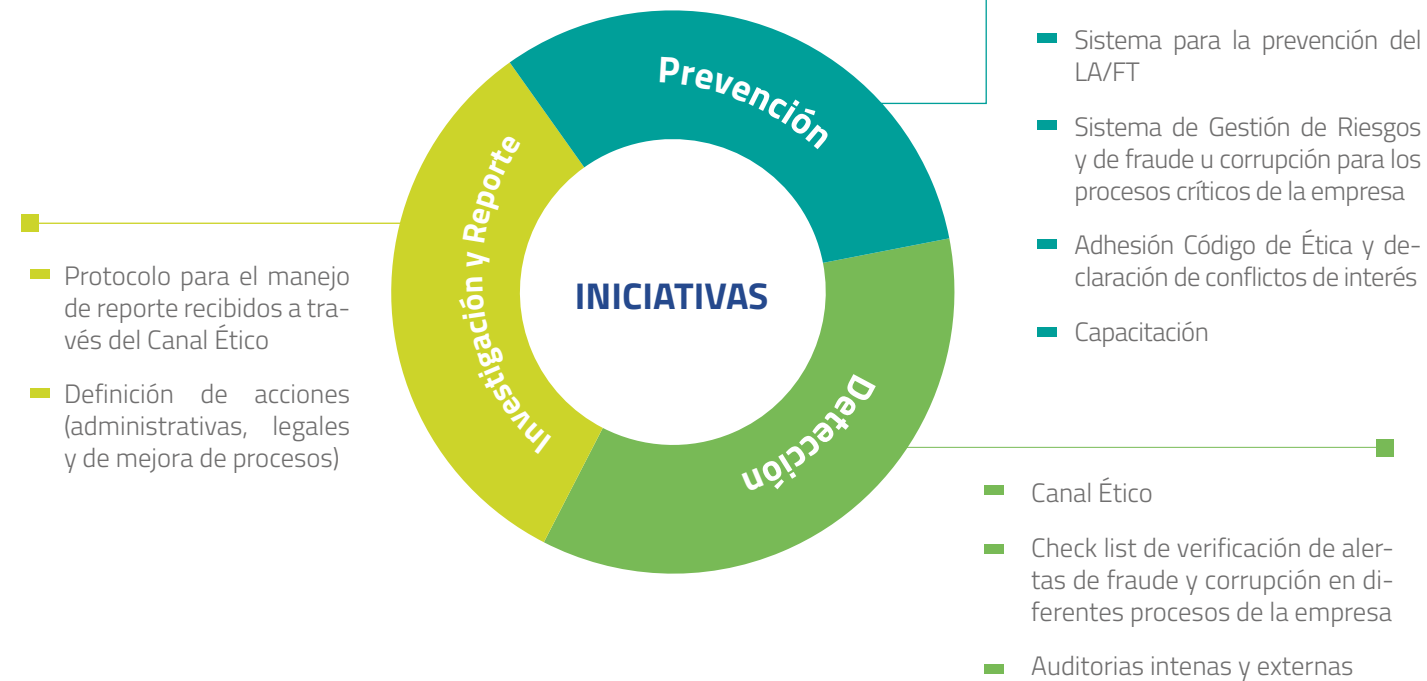 Prevención
Sistema para la prevención del
LA/FT
Sistema de Gestión de Riesgos
y de fraude u corrupción para los
procesos críticos de la empresa
Adhesión Código de Ética y de-
claración de conflictos de interés
Capacitación
Investigación y Reporte
Protocolo para el manejo
de reporte recibidos a tra-
vés del Canal Ético
Definición de acciones
(administrativas, legales
y de mejora de procesos)
INICIATIVAS
Detección
Canal Ético
Check list de verificación de aler-
tas de fraude y corrupción en di-
ferentes procesos de la empresa
Auditorias intenas y externas